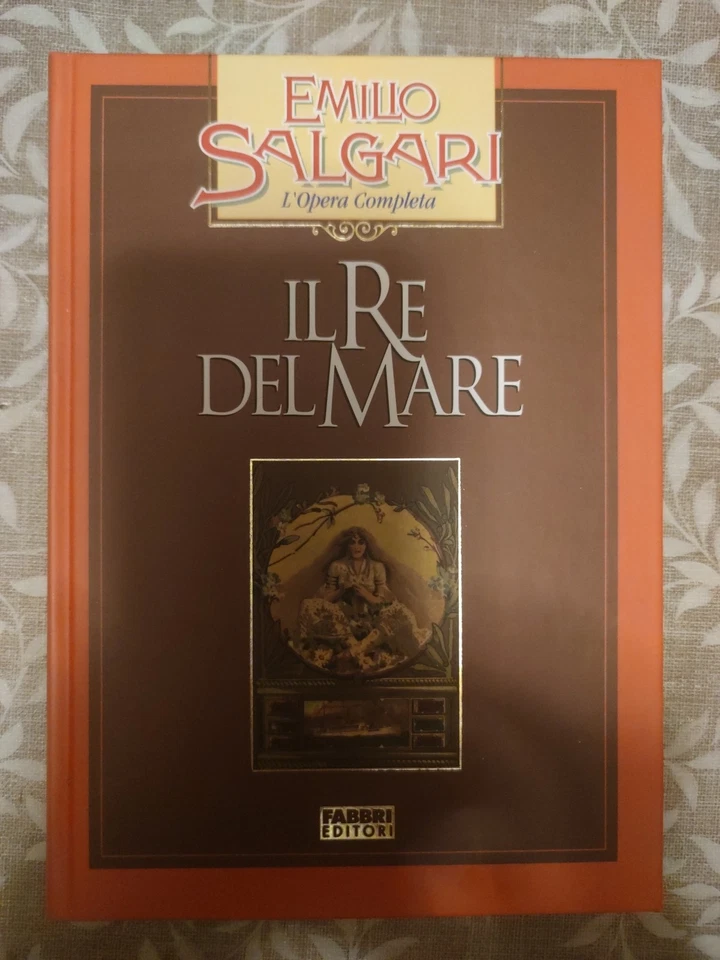 EMILIO
SALGARI
L'Opera Completa
IL RE
DEL MARE
FABBRI
EDITORI